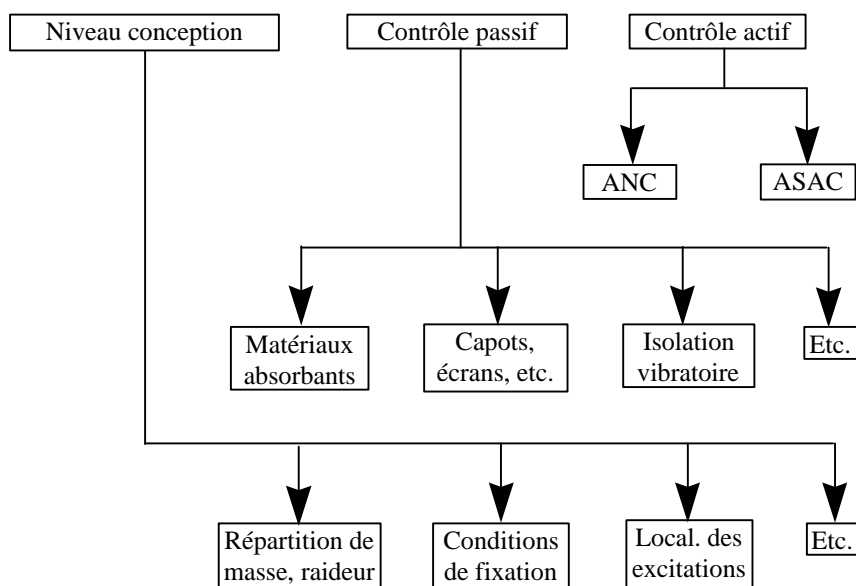 Niveau conception
Contrôle passif
Contrôle actif
ANC
ASAC
Matériaux
absorbants
Capots,
écrans, etc.
Isolation
vibratoire
Etc.
Répartition de
masse, raideur
Conditions
de fixation
Local. des
excitations
Etc.